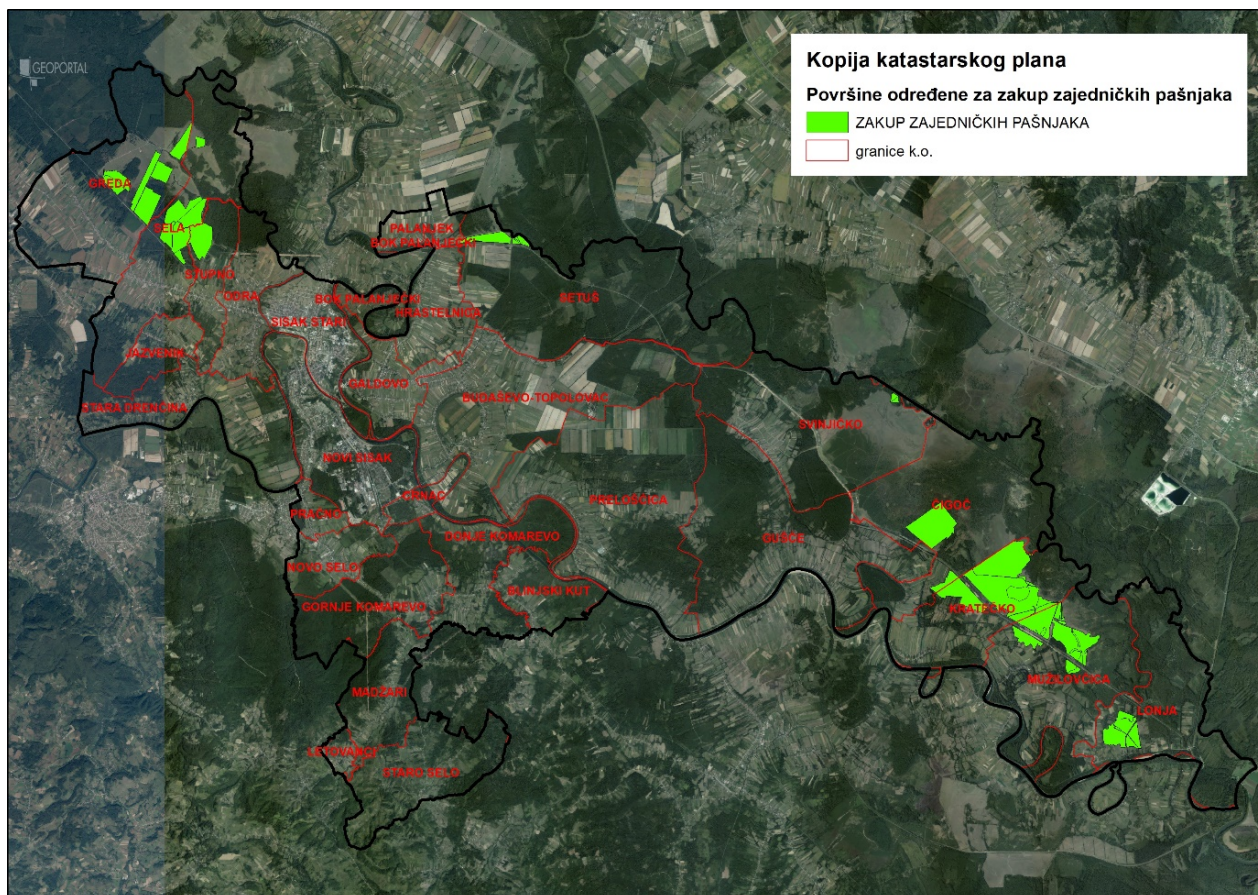 GEOPORTAL
Kopija katastarskog plana
Površine određene za zakup zajedničkih pašnjaka
ZAKUP ZAJEDNIČKIH PAŠNJAKA
granice k.o.
GREDA
SELA
STUPNO
ODRA
PALANJEK
BOK PALANJEČKI
BOK PALANJEČKI
HRASTELNICA
SETUŠ
SISAK STARI
JAZVENIK
GALDOVO
STARA DRENČINA
BUDAŠEVO-TOPOLOVAC
SVINJIČKO
NOVI SISAK
CRNAC
PRELOŠČICA
ČIGOČ
PRAČNO
DONJE KOMAREVO
GUŠĆE
NOVO SELO
BLINJSKI KUT
GORNJE KOMAREVO
KRATEČKO
MUŽILOVČICA
MADŽARI
LONJA
LETOVANCI
STARO SELO